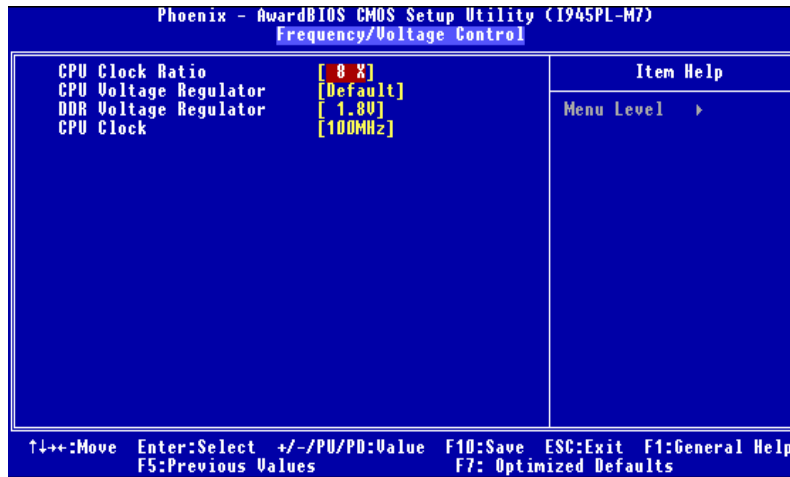 Phoenix - AwardBIOS CMOS Setup Utility (I945PL-M7)
Frequency/Voltage Control
CPU Clock Ratio [ 8 X]
CPU Voltage Regulator [Default]
DDR Voltage Regulator [ 1.8V]
CPU Clock [100MHz]
Item Help
Menu Level ▸
↑↓→←:Move Enter:Select +/-/PU/PD:Value F10:Save ESC:Exit F1:General Help
F5:Previous Values F7: Optimized Defaults